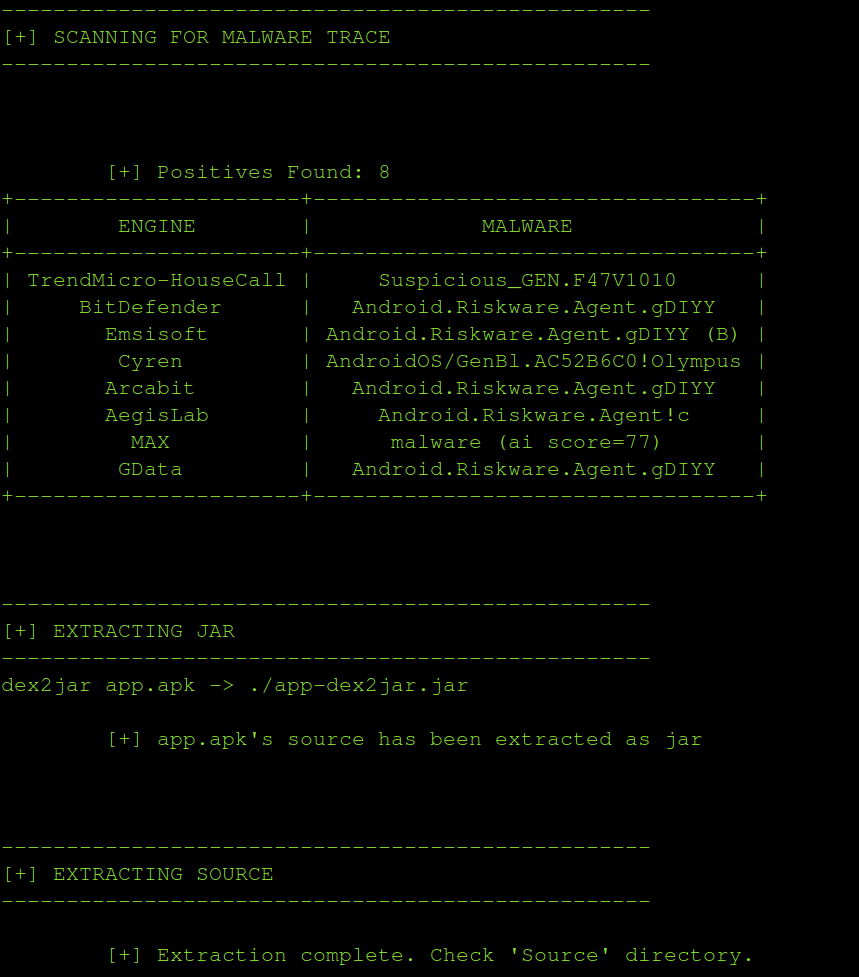 --------------------------------------------------
[+] SCANNING FOR MALWARE TRACE
--------------------------------------------------
[+] Positives Found: 8
+----------------------+----------------------------------+
|        ENGINE        |             MALWARE              |
+----------------------+----------------------------------+
| TrendMicro-HouseCall |     Suspicious_GEN.F47V1010      |
|     BitDefender      |   Android.Riskware.Agent.gDIYY   |
|       Emsisoft       | Android.Riskware.Agent.gDIYY (B) |
|        Cyren         | AndroidOS/GenBl.AC52B6C0!Olympus |
|       Arcabit        |   Android.Riskware.Agent.gDIYY   |
|       AegisLab       |     Android.Riskware.Agent!c     |
|         MAX          |      malware (ai score=77)       |
|        GData         |   Android.Riskware.Agent.gDIYY   |
+----------------------+----------------------------------+
--------------------------------------------------
[+] EXTRACTING JAR
--------------------------------------------------
dex2jar app.apk -> ./app-dex2jar.jar
[+] app.apk's source has been extracted as jar
--------------------------------------------------
[+] EXTRACTING SOURCE
--------------------------------------------------
[+] Extraction complete. Check 'Source' directory.